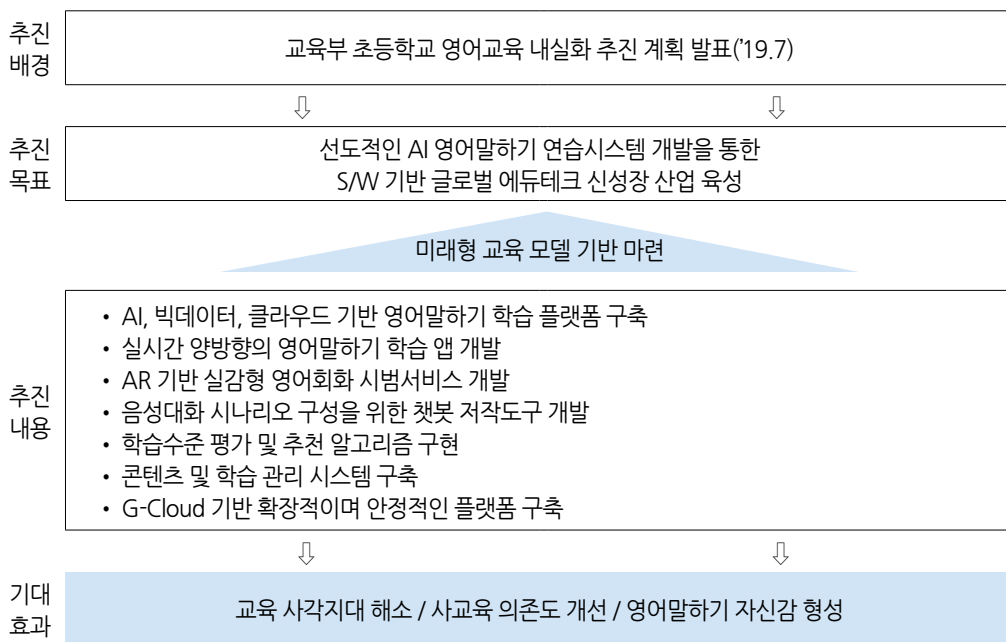 추진
배경
교육부 초등학교 영어교육 내실화 추진 계획 발표('19.7)
추진
목표
선도적인 AI 영어말하기 연습시스템 개발을 통한
S/W 기반 글로벌 에듀테크 신성장 산업 육성
미래형 교육 모델 기반 마련
추진
내용
• AI, 빅데이터, 클라우드 기반 영어말하기 학습 플랫폼 구축
• 실시간 양방향의 영어말하기 학습 앱 개발
• AR 기반 실감형 영어회화 시범서비스 개발
• 음성대화 시나리오 구성을 위한 챗봇 저작도구 개발
• 학습수준 평가 및 추천 알고리즘 구현
• 콘텐츠 및 학습 관리 시스템 구축
• G-Cloud 기반 확장적이며 안정적인 플랫폼 구축
기대
효과
교육 사각지대 해소 / 사교육 의존도 개선 / 영어말하기 자신감 형성